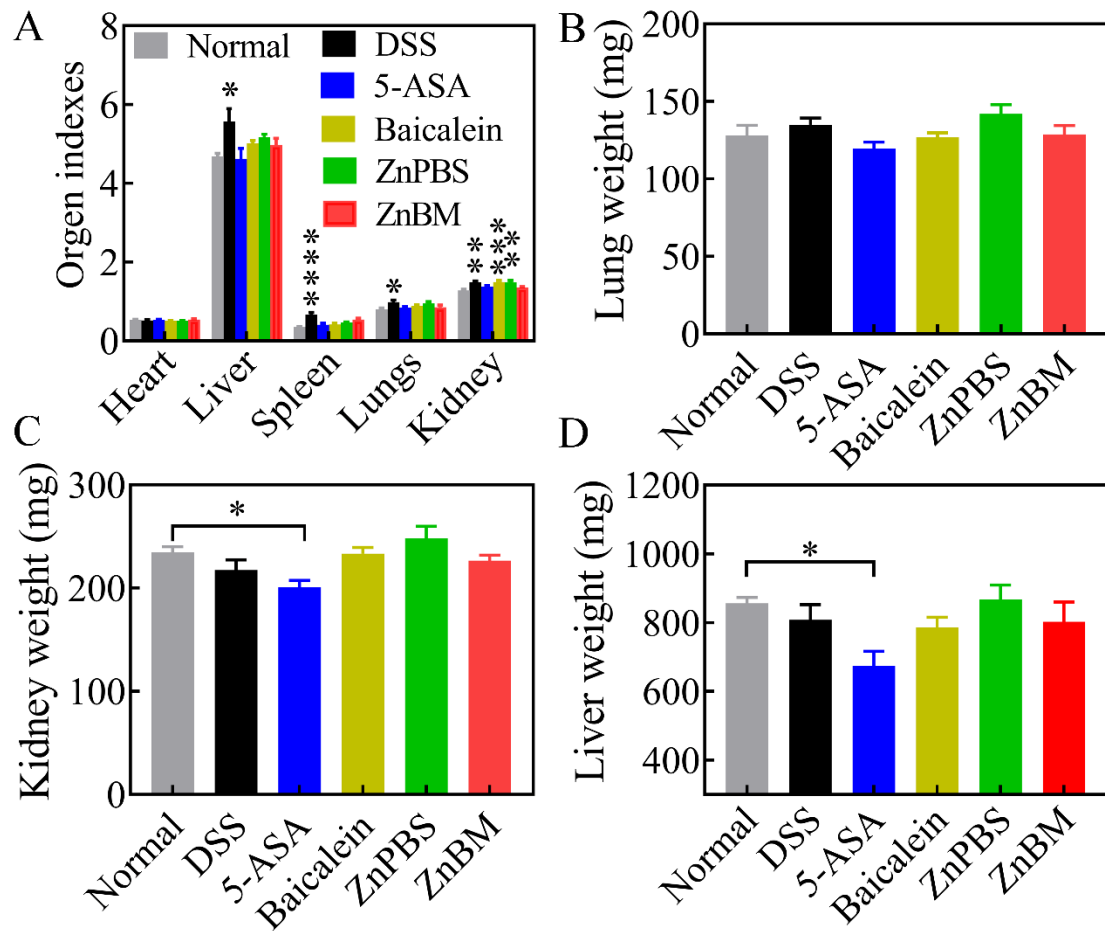 A
Orgen indexes
8
6
4
2
0
Normal
DSS
5-ASA
Baicalein
ZnPBS
ZnBM
*
****
*
**
***
**
Heart
Liver
Spleen
Lungs
Kidney
B
Lung weight (mg)
200
150
100
50
0
Normal
DSS
5-ASA
Baicalein
ZnPBS
ZnBM
C
Kidney weight (mg)
300
200
100
0
*
Normal
DSS
5-ASA
Baicalein
ZnPBS
ZnBM
D
Liver weight (mg)
1200
1000
800
600
400
*
Normal
DSS
5-ASA
Baicalein
ZnPBS
ZnBM